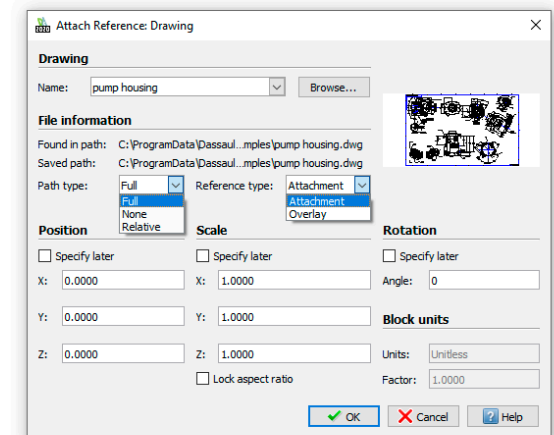 2020 Attach Reference: Drawing
Drawing
Name: pump housing Browse...
File information
Found in path: C:\ProgramData\Dassaul...mples\pump housing.dwg
Saved path: C:\ProgramData\Dassaul...mples\pump housing.dwg
Path type: Full Reference type: Attachment
Full Attachment
None Overlay
Relative
Position Scale Rotation
Specify later Specify later Specify later
X: 0.0000 X: 1.0000 Angle: 0
Y: 0.0000 Y: 1.0000 Block units
Z: 0.0000 Z: 1.0000 Units: Unitless
Lock aspect ratio Factor: 1.0000
OK Cancel Help